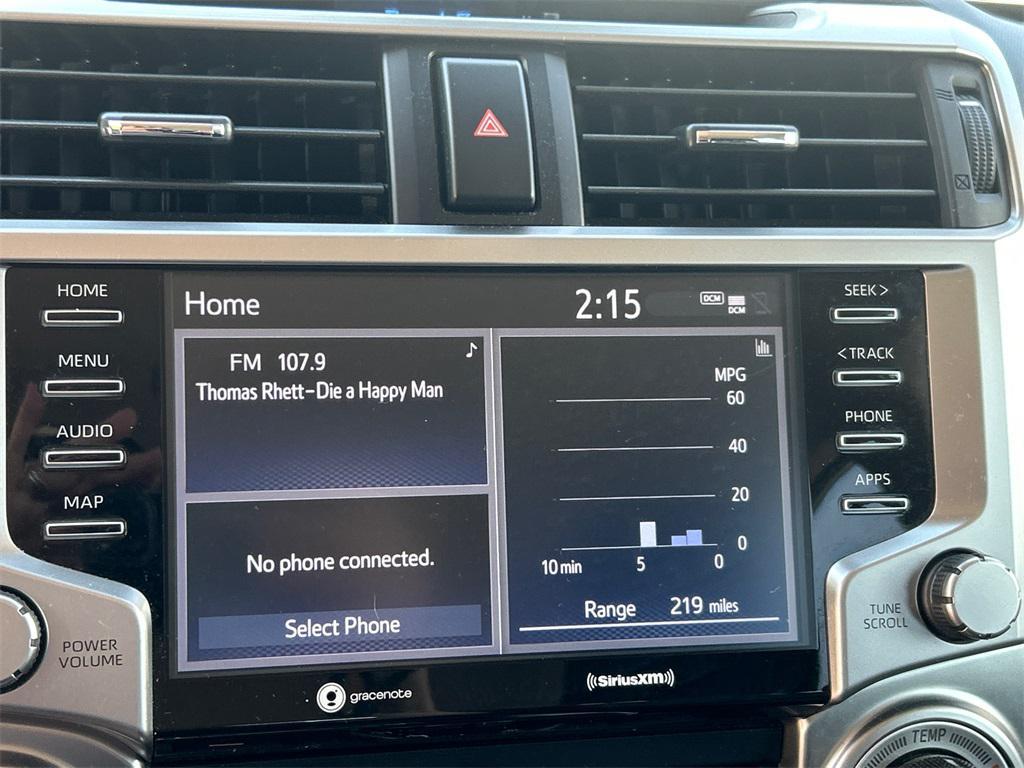 HOME
MENU
AUDIO
MAP
POWER
VOLUME
Home
2:15
DCM
DCM
FM 107.9
Thomas Rhett-Die a Happy Man
No phone connected.
Select Phone
MPG
60
40
20
0
10 min 5 0
Range 219 miles
gracenote
((SiriusXM))
SEEK >
< TRACK
PHONE
APPS
TUNE
SCROLL
TEMP